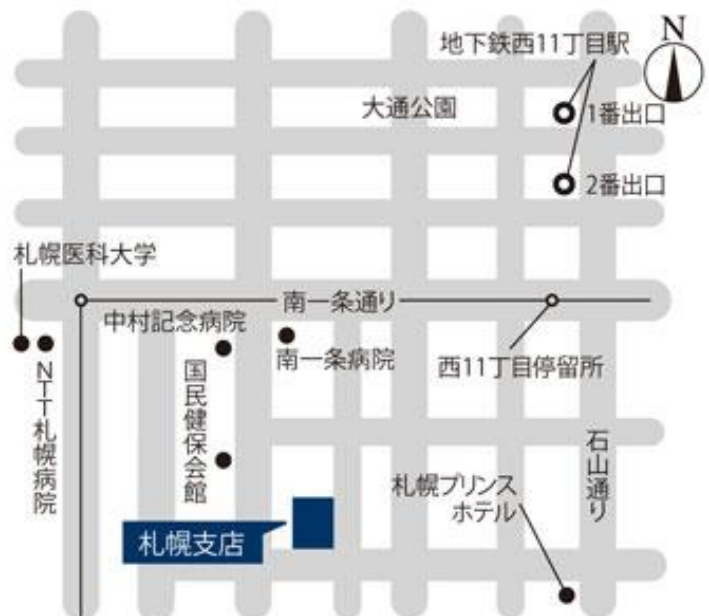 N
地下鉄西11丁目駅
大通公園
1番出口
2番出口
札幌医科大学
南一条通り
中村記念病院
南一条病院
西11丁目停留所
NTT札幌病院
国民健保会館
石山通り
札幌プリンス
ホテル
札幌支店